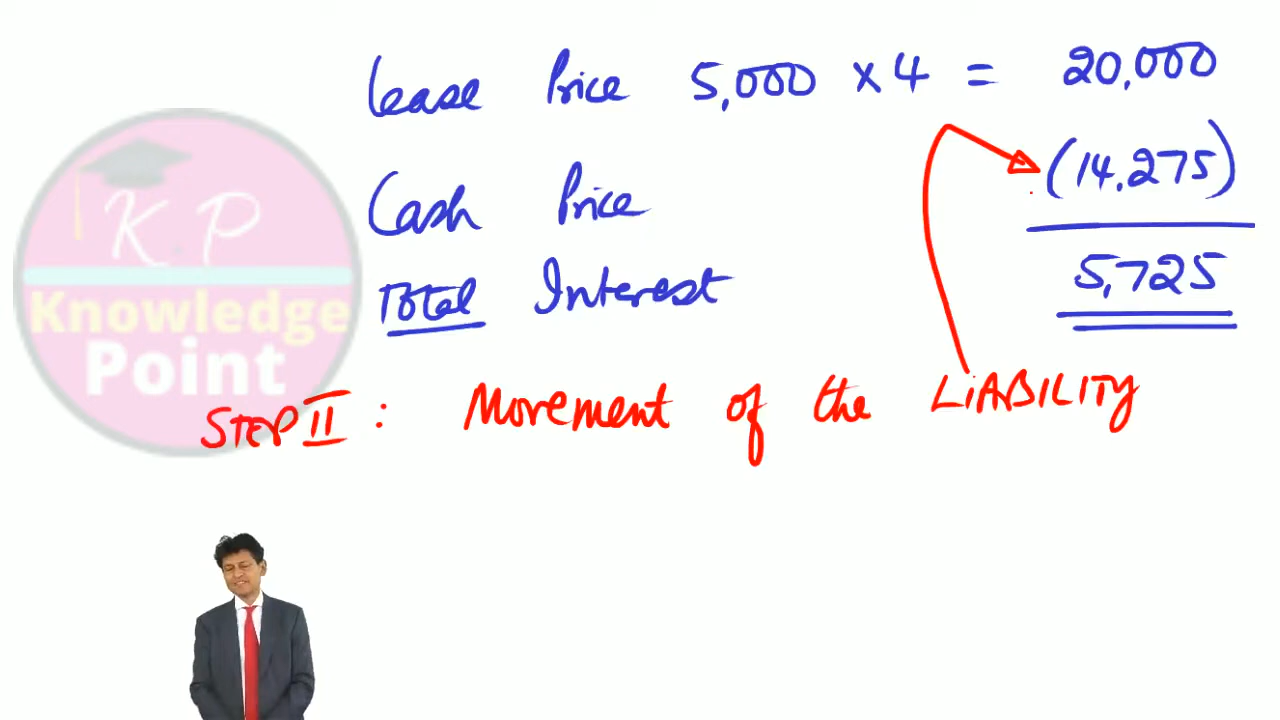 Lease Price 5,000 × 4 = 20,000
Cash Price (14,275)
Total Interest 5,725
K.P
Knowledge
Point
STEP II : Movement of the LIABILITY